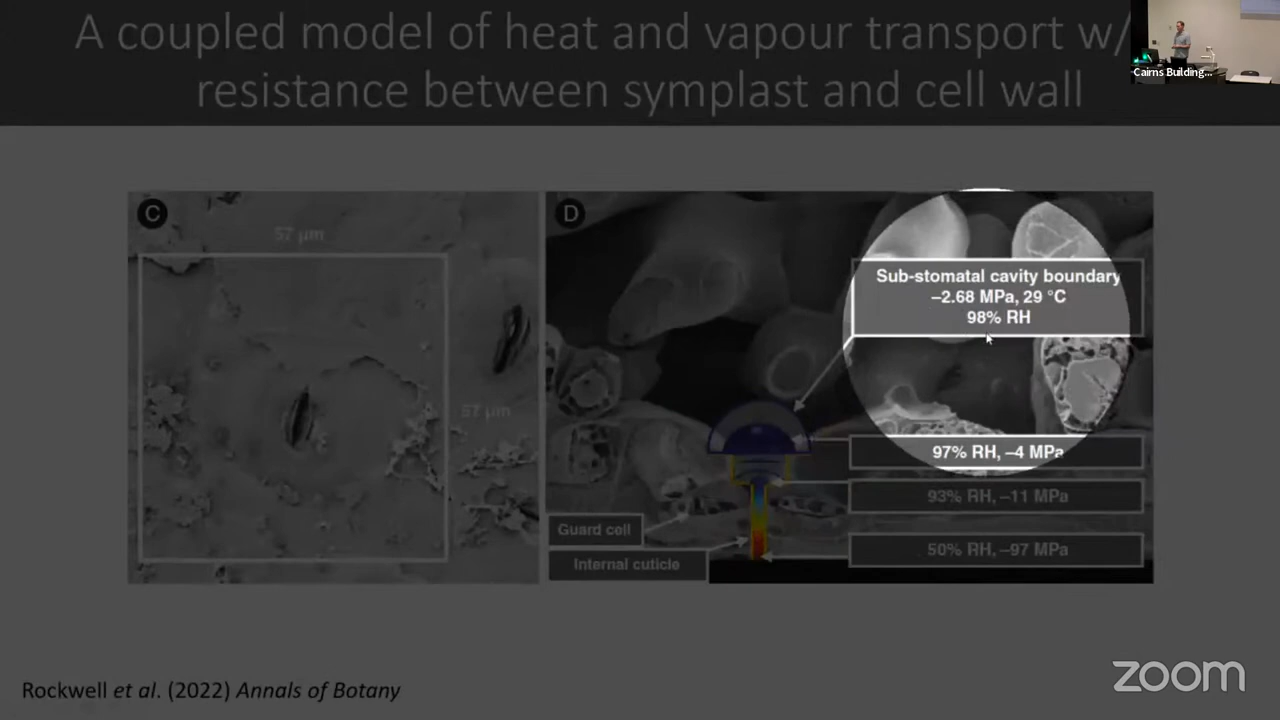 A coupled model of heat and vapour transport w/
resistance between symplast and cell wall
Cairns Building...
C
57 μm
57 μm
D
Sub-stomatal cavity boundary
–2.68 MPa, 29 °C
98% RH
97% RH, –4 MPa
93% RH, –11 MPa
50% RH, –97 MPa
Guard cell
Internal cuticle
Rockwell et al. (2022) Annals of Botany
zoom